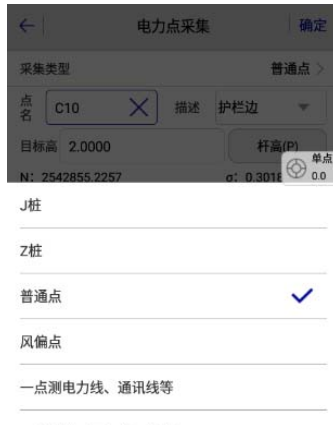 ← 电力点采集 确定
采集类型 普通点 >
点名 C10 描述 护栏边
目标高 2.0000 杆高(P)
单点
0.0
N: 2542855.2257 σ: 0.3018
J桩
Z桩
普通点
风偏点
一点测电力线、通讯线等